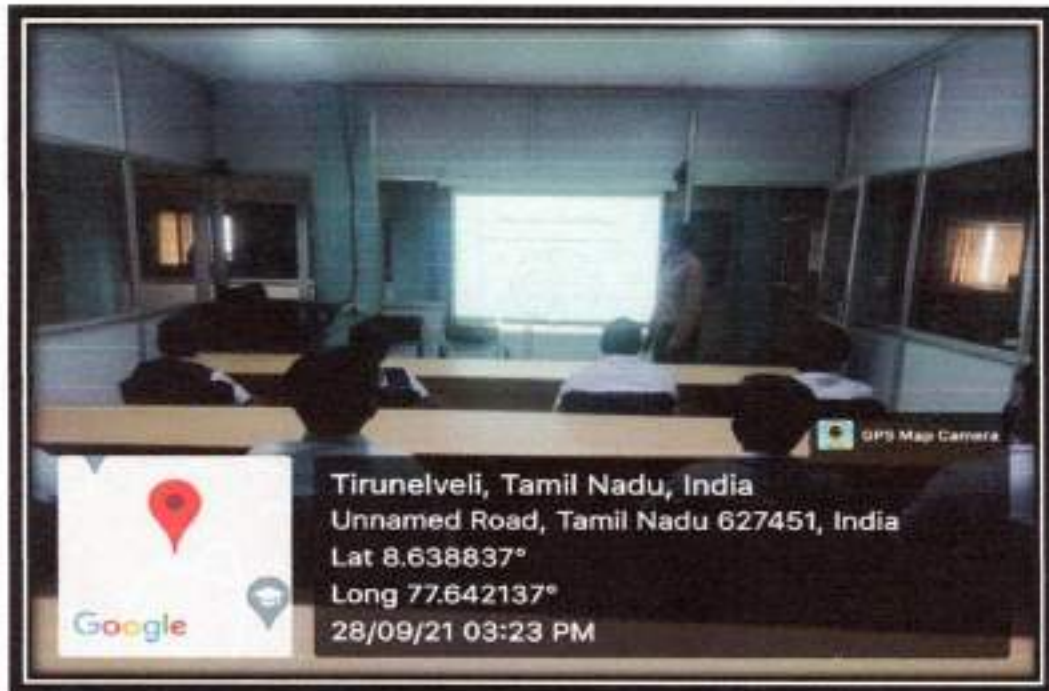 GPS Map Camera
Tirunelveli, Tamil Nadu, India
Unnamed Road, Tamil Nadu 627451, India
Lat 8.638837°
Long 77.642137°
28/09/21 03:23 PM
Google